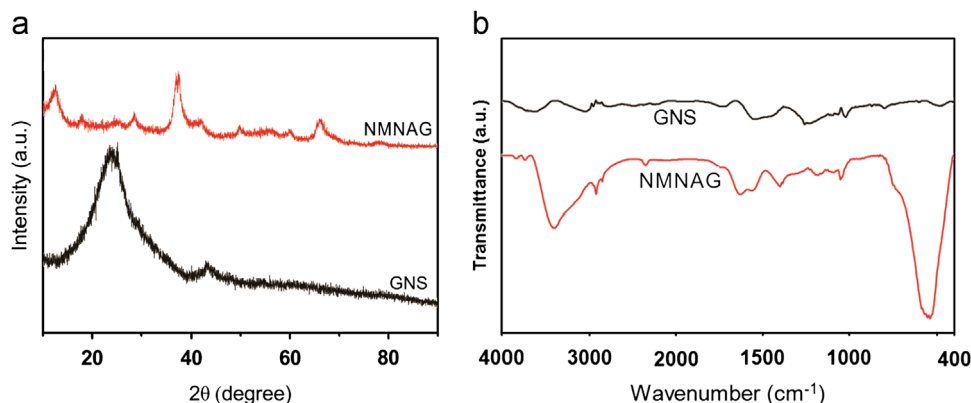 a
Intensity (a.u.)
NMNAG
GNS
20 40 60 80
2θ (degree)
b
Transmittance (a.u.)
GNS
NMNAG
4000 3000 2000 1500 1000 400
Wavenumber (cm⁻¹)